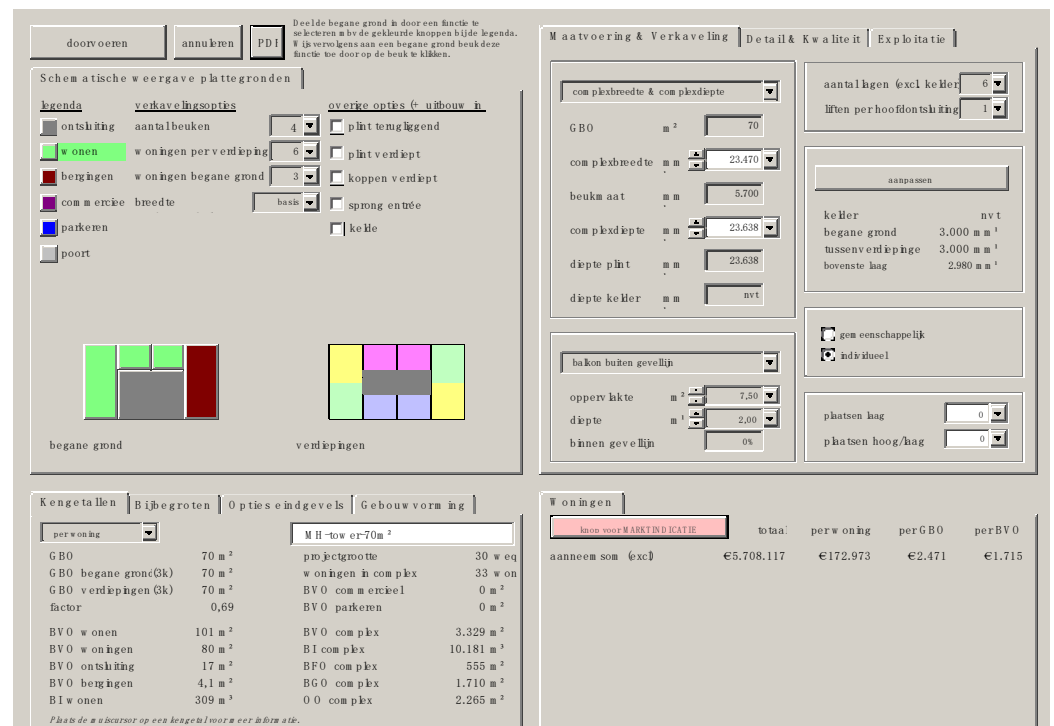 doorvoeren
annuleren
PDF
Deel de begane grond in door een functie te
selecteren mbv de gekleurde knoppen bij de legenda.
Wijs vervolgens aan een begane grond beuk deze
functie toe door op de beuk te klikken.
Schematische weergave plattegronden
legenda
verkavelingsopties
overige opties (+ uitbouw in
ontsluiting
aantal beuken
4
plint terugliggend
wonen
woningen per verdieping
6
plint verdiept
bergingen
woningen begane grond
3
koppen verdiept
commerciee
breedte
basis
sprong entrée
parkeren
kelde
poort
begane grond
verdiepingen
Maatvoering & Verkaveling
Detail & Kwaliteit
Exploitatie
complexbreedte & complexdiepte
GBO m² 70
complexbreedte mm 23.470
beukmaat mm 5.700
complexdiepte mm 23.638
diepte plint mm 23.638
diepte kelder mm nvt
balkon buiten gevellijn
oppervlakte m² 7,50
diepte m¹ 2,00
binnen gevellijn 0%
aantal lagen (excl. kelder 6
liften per hoofdontsluiting 1
aanpassen
kelder nvt
begane grond 3.000 mm¹
tussenverdiepinge 3.000 mm¹
bovenste laag 2.980 mm¹
gemeenschappelijk
individueel
plaatsen laag 0
plaatsen hoog/laag 0
Kengetallen
Bijbegroten
Opties eindgevels
Gebouwvorming
per woning
MH-tower-70m²
GBO 70 m²
projectgrootte 30 weq
GBO begane grond(3k) 70 m²
woningen in complex 33 won
GBO verdiepingen (3k) 70 m²
BVO commercieel 0 m²
factor 0,69
BVO parkeren 0 m²
BVO wonen 101 m²
BVO complex 3.329 m²
BVO woningen 80 m²
BI complex 10.181 m³
BVO ontsluiting 17 m²
BFO complex 555 m²
BVO bergingen 4,1 m²
BGO complex 1.710 m²
BI wonen 309 m³
OO complex 2.265 m²
Plaats de muiscursor op een kengetal voor meer informatie.
Woningen
knop voor MARKTINDICATIE
totaal
per woning
per GBO
per BVO
aanneemsom (excl)
€5.708.117
€172.973
€2.471
€1.715